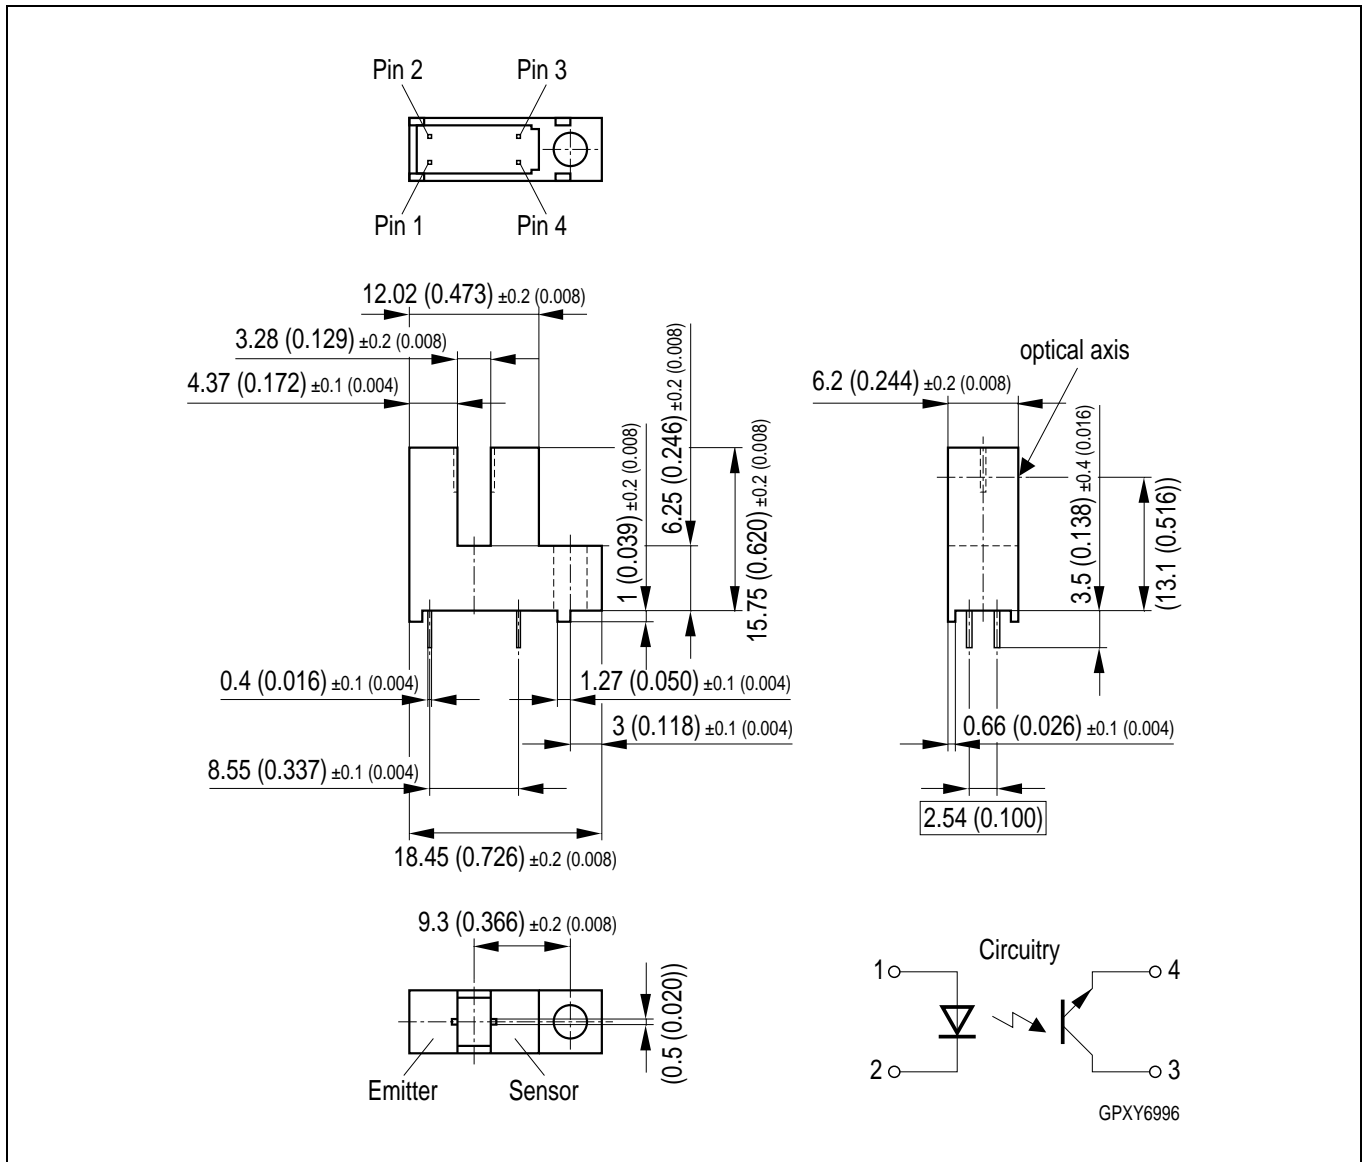 Pin 2
Pin 3
Pin 1
Pin 4
12.02 (0.473) ±0.2 (0.008)
3.28 (0.129) ±0.2 (0.008)
4.37 (0.172) ±0.1 (0.004)
1 (0.039) ±0.2 (0.008)
6.25 (0.246) ±0.2 (0.008)
15.75 (0.620) ±0.2 (0.008)
optical axis
6.2 (0.244) ±0.2 (0.008)
3.5 (0.138) ±0.4 (0.016)
(13.1 (0.516))
0.4 (0.016) ±0.1 (0.004)
1.27 (0.050) ±0.1 (0.004)
3 (0.118) ±0.1 (0.004)
0.66 (0.026) ±0.1 (0.004)
8.55 (0.337) ±0.1 (0.004)
2.54 (0.100)
18.45 (0.726) ±0.2 (0.008)
9.3 (0.366) ±0.2 (0.008)
(0.5 (0.020))
Emitter
Sensor
Circuitry
1
4
2
3
GPXY6996